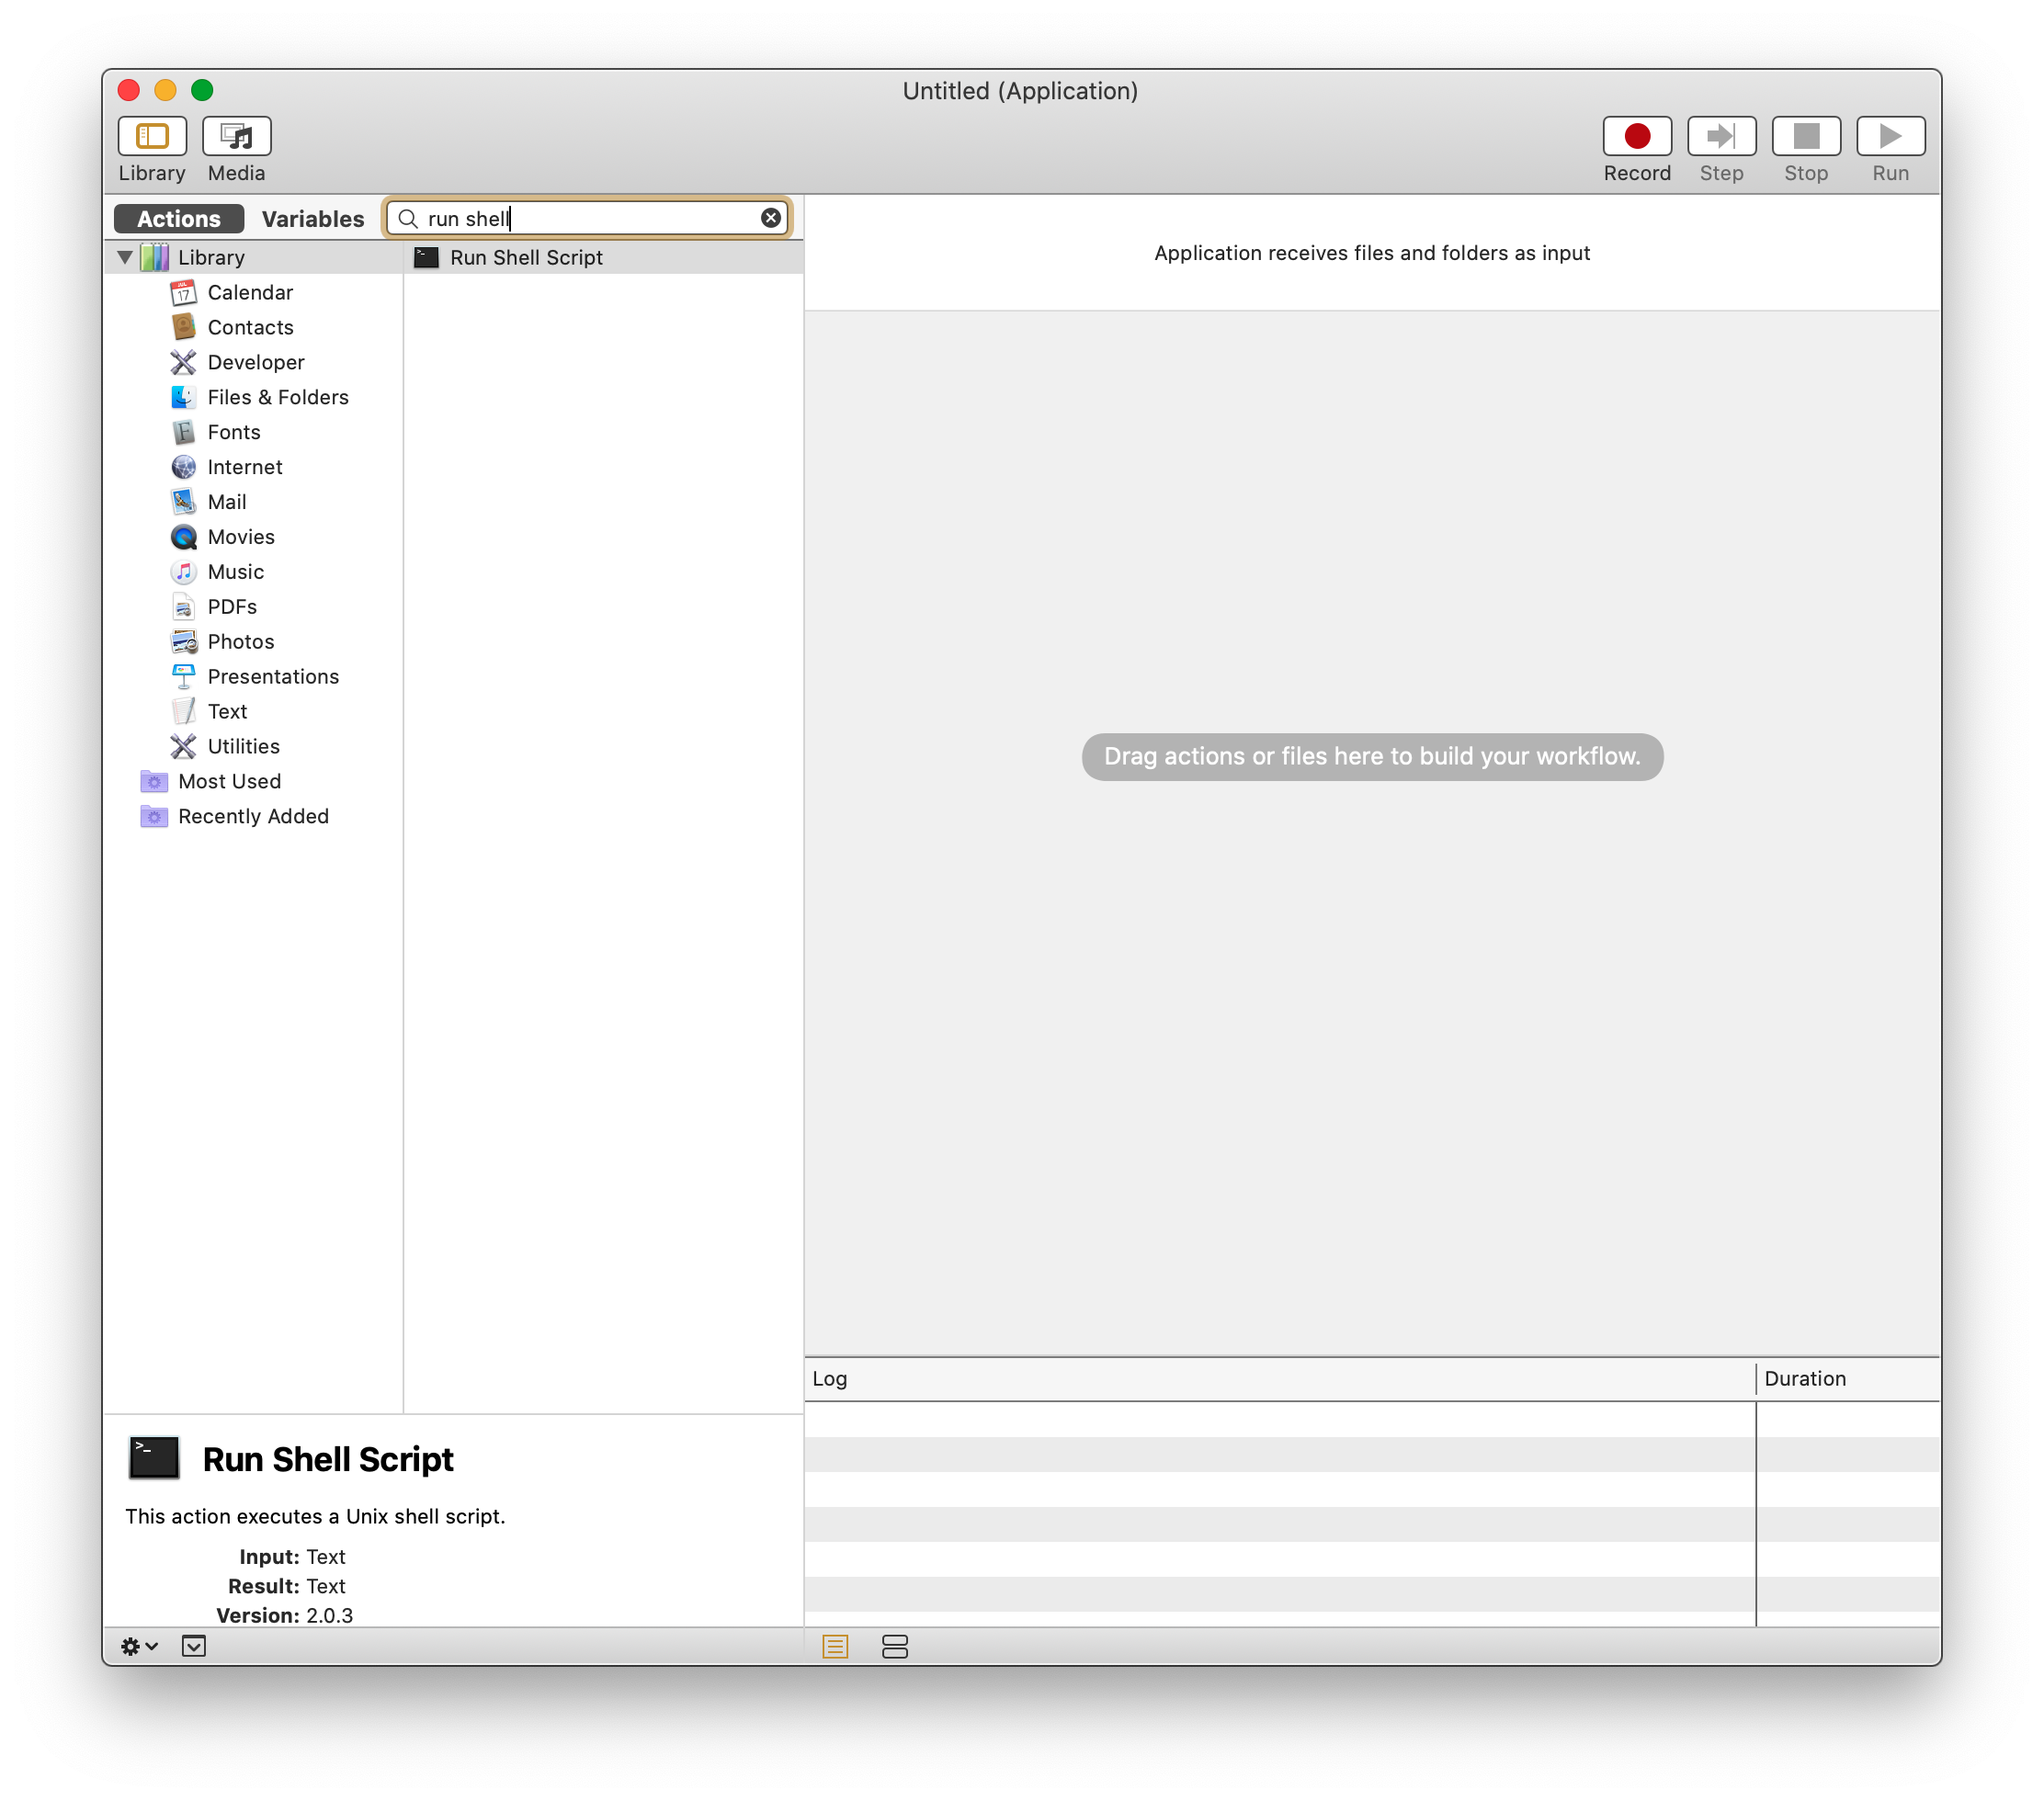 Untitled (Application)
Library Media Record Step Stop Run
Actions Variables run shell
Application receives files and folders as input
Library
Calendar
Contacts
Developer
Files & Folders
Fonts
Internet
Mail
Movies
Music
PDFs
Photos
Presentations
Text
Utilities
Most Used
Recently Added
Run Shell Script
Drag actions or files here to build your workflow.
Log Duration
Run Shell Script
This action executes a Unix shell script.
Input: Text
Result: Text
Version: 2.0.3